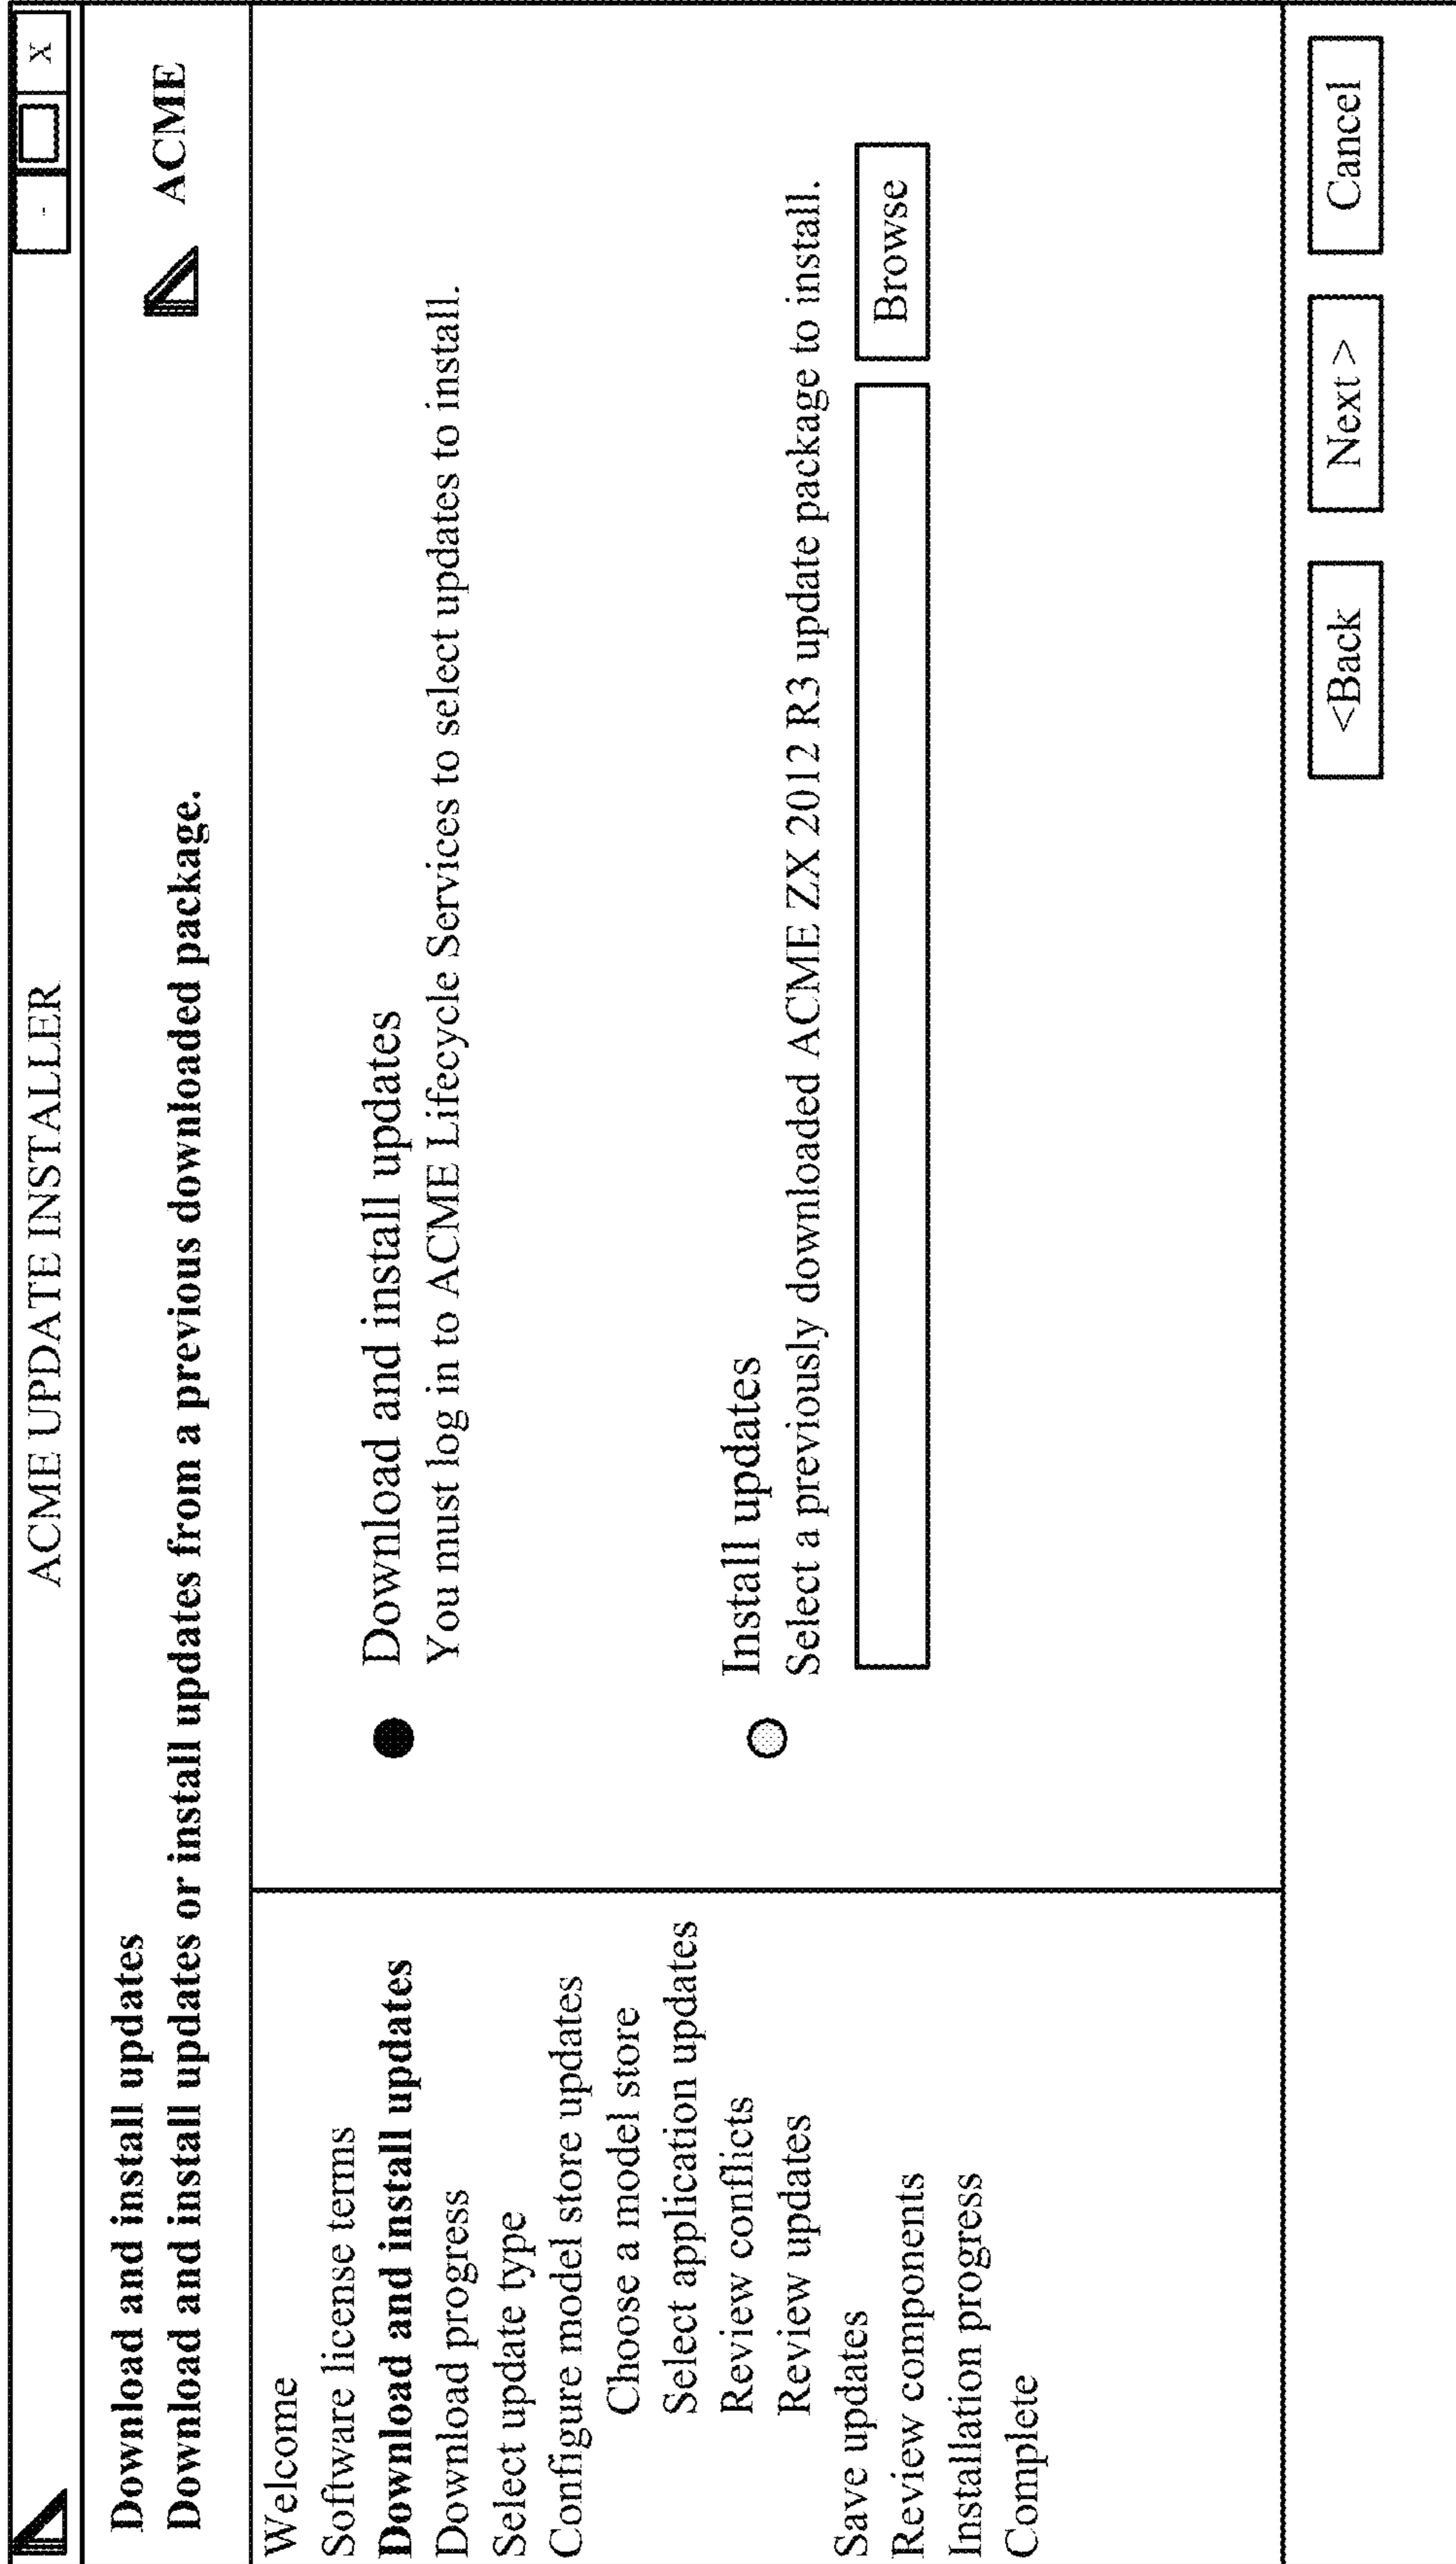 ACME UPDATE INSTALLER
- X
Download and install updates
Download and install updates or install updates from a previous downloaded package.
ACME
Welcome
Software license terms
Download and install updates
Download progress
Select update type
Configure model store updates
Choose a model store
Select application updates
Review conflicts
Review updates
Save updates
Review components
Installation progress
Complete
Download and install updates
You must log in to ACME Lifecycle Services to select updates to install.
Install updates
Select a previously downloaded ACME ZX 2012 R3 update package to install.
Browse
<Back
Next >
Cancel